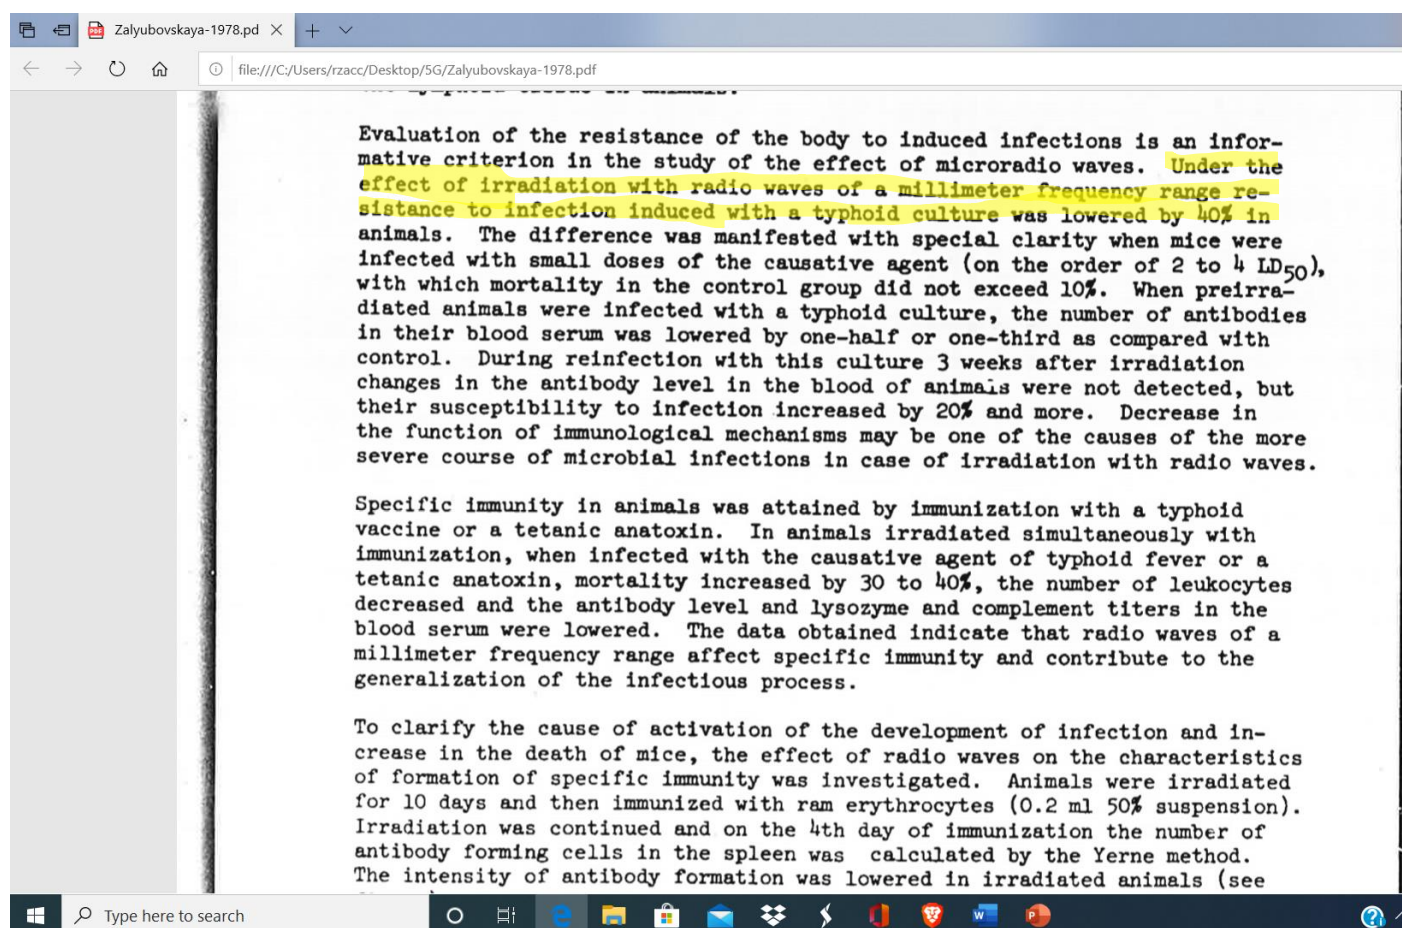 Zalyubovskaya-1978.pd
file:///C:/Users/rzacc/Desktop/5G/Zalyubovskaya-1978.pdf
Evaluation of the resistance of the body to induced infections is an infor-
mative criterion in the study of the effect of microradio waves. Under the
effect of irradiation with radio waves of a millimeter frequency range re-
sistance to infection induced with a typhoid culture was lowered by 40% in
animals. The difference was manifested with special clarity when mice were
infected with small doses of the causative agent (on the order of 2 to 4 LD50),
with which mortality in the control group did not exceed 10%. When preirra-
diated animals were infected with a typhoid culture, the number of antibodies
in their blood serum was lowered by one-half or one-third as compared with
control. During reinfection with this culture 3 weeks after irradiation
changes in the antibody level in the blood of animals were not detected, but
their susceptibility to infection increased by 20% and more. Decrease in
the function of immunological mechanisms may be one of the causes of the more
severe course of microbial infections in case of irradiation with radio waves.
Specific immunity in animals was attained by immunization with a typhoid
vaccine or a tetanic anatoxin. In animals irradiated simultaneously with
immunization, when infected with the causative agent of typhoid fever or a
tetanic anatoxin, mortality increased by 30 to 40%, the number of leukocytes
decreased and the antibody level and lysozyme and complement titers in the
blood serum were lowered. The data obtained indicate that radio waves of a
millimeter frequency range affect specific immunity and contribute to the
generalization of the infectious process.
To clarify the cause of activation of the development of infection and in-
crease in the death of mice, the effect of radio waves on the characteristics
of formation of specific immunity was investigated. Animals were irradiated
for 10 days and then immunized with ram erythrocytes (0.2 ml 50% suspension).
Irradiation was continued and on the 4th day of immunization the number of
antibody forming cells in the spleen was calculated by the Yerne method.
The intensity of antibody formation was lowered in irradiated animals (see
Type here to search